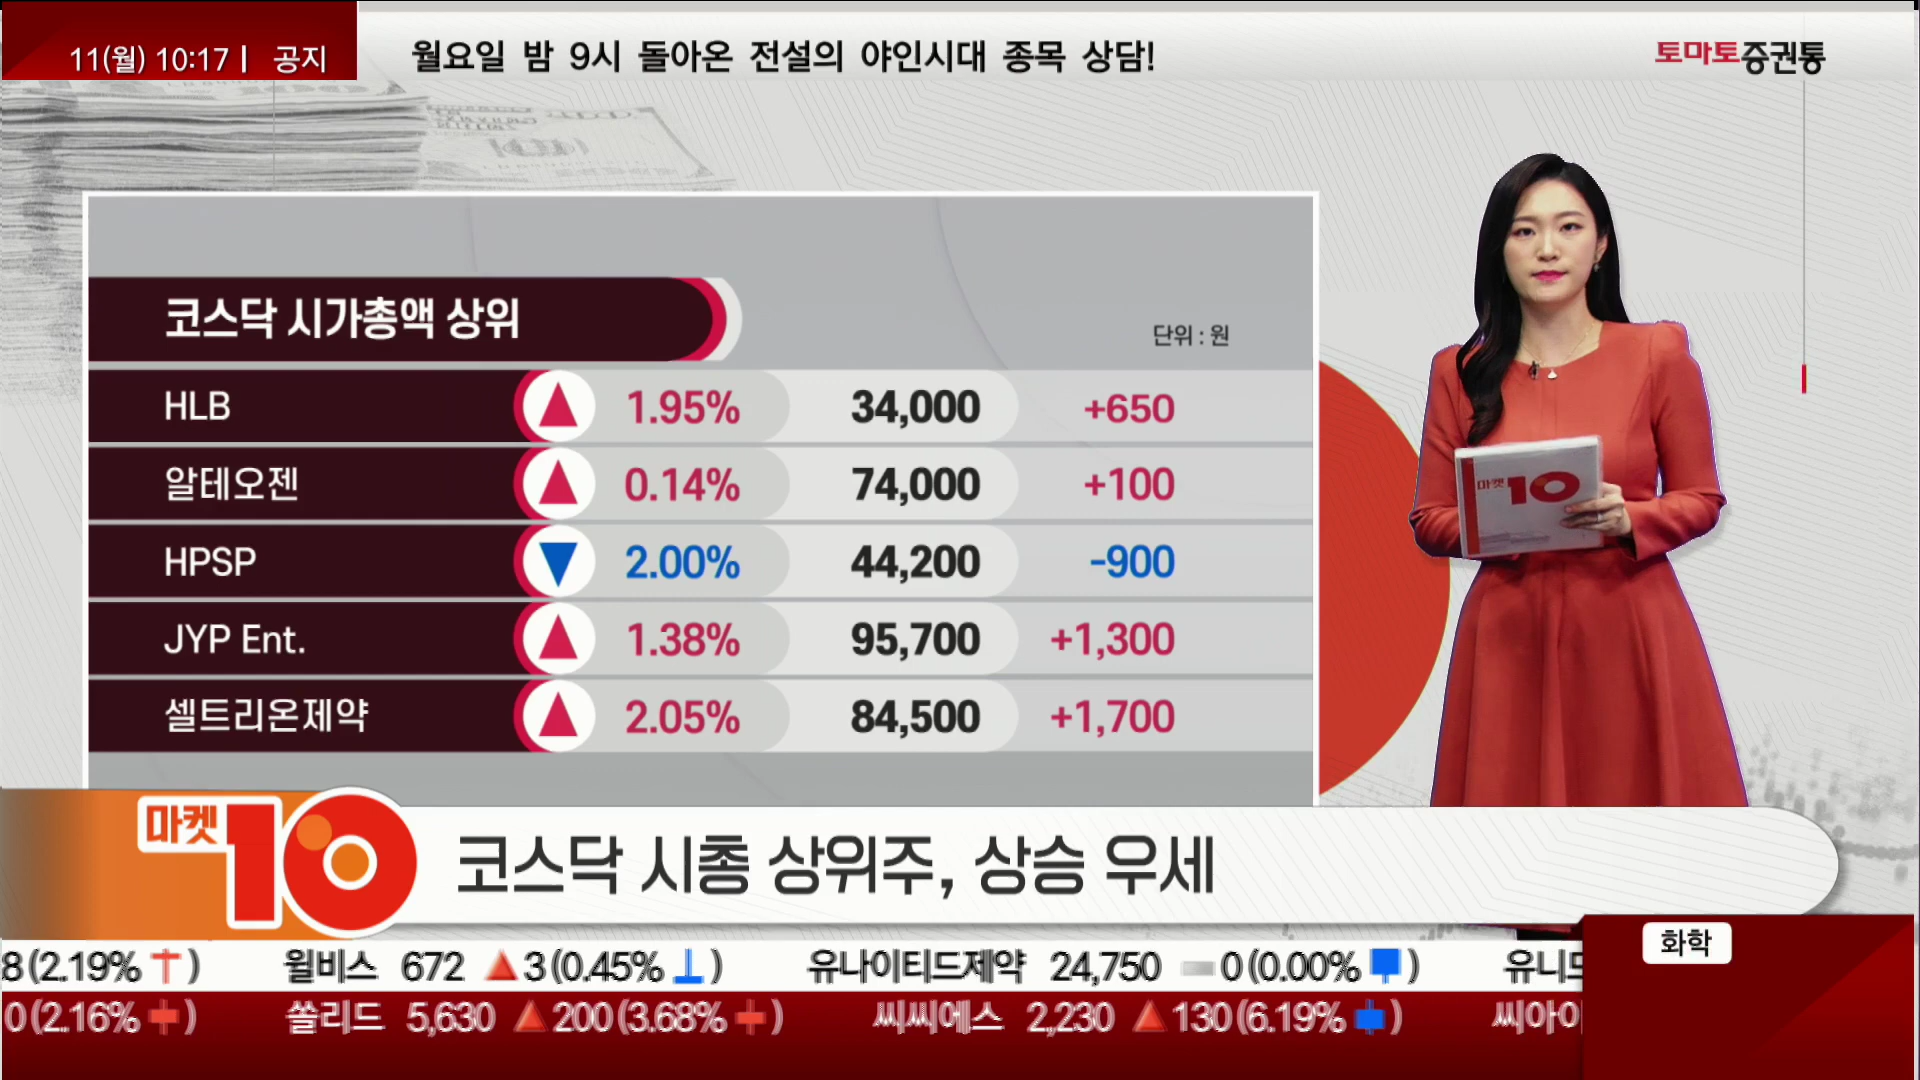 11(월) 10:17 | 공지
월요일 밤 9시 돌아온 전설의 야인시대 종목 상담!
토마토증권통
코스닥 시가총액 상위
단위 : 원
HLB ▲ 1.95% 34,000 +650
알테오젠 ▲ 0.14% 74,000 +100
HPSP ▼ 2.00% 44,200 -900
JYP Ent. ▲ 1.38% 95,700 +1,300
셀트리온제약 ▲ 2.05% 84,500 +1,700
마켓 10
마켓 10
코스닥 시총 상위주, 상승 우세
화학
8(2.19%) 윌비스 672 ▲3(0.45%) 유나이티드제약 24,750 0(0.00%)
0(2.16%) 쏠리드 5,630 ▲200(3.68%) 씨씨에스 2,230 ▲130(6.19%) 씨아이